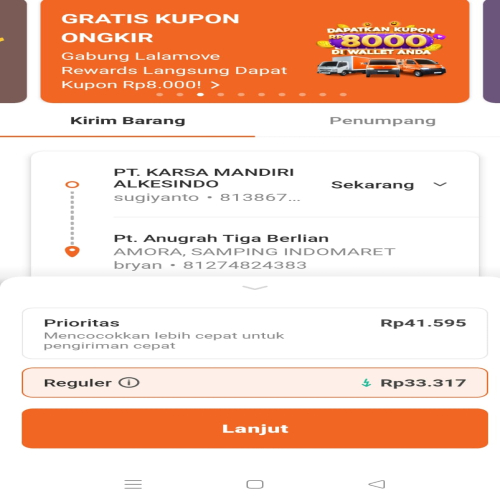 GRATIS KUPON
ONGKIR
Gabung Lalamove
Rewards Langsung Dapat
Kupon Rp8.000! >
DAPATKAN KUPON
RP8000
DI WALLET ANDA
Kirim Barang
Penumpang
PT. KARSA MANDIRI
ALKESINDO
sugiyanto • 813867...
Sekarang
Pt. Anugrah Tiga Berlian
AMORA, SAMPING INDOMARET
bryan • 81274824383
Prioritas
Rp41.595
Mencocokkan lebih cepat untuk
pengiriman cepat
Reguler
Rp33.317
Lanjut